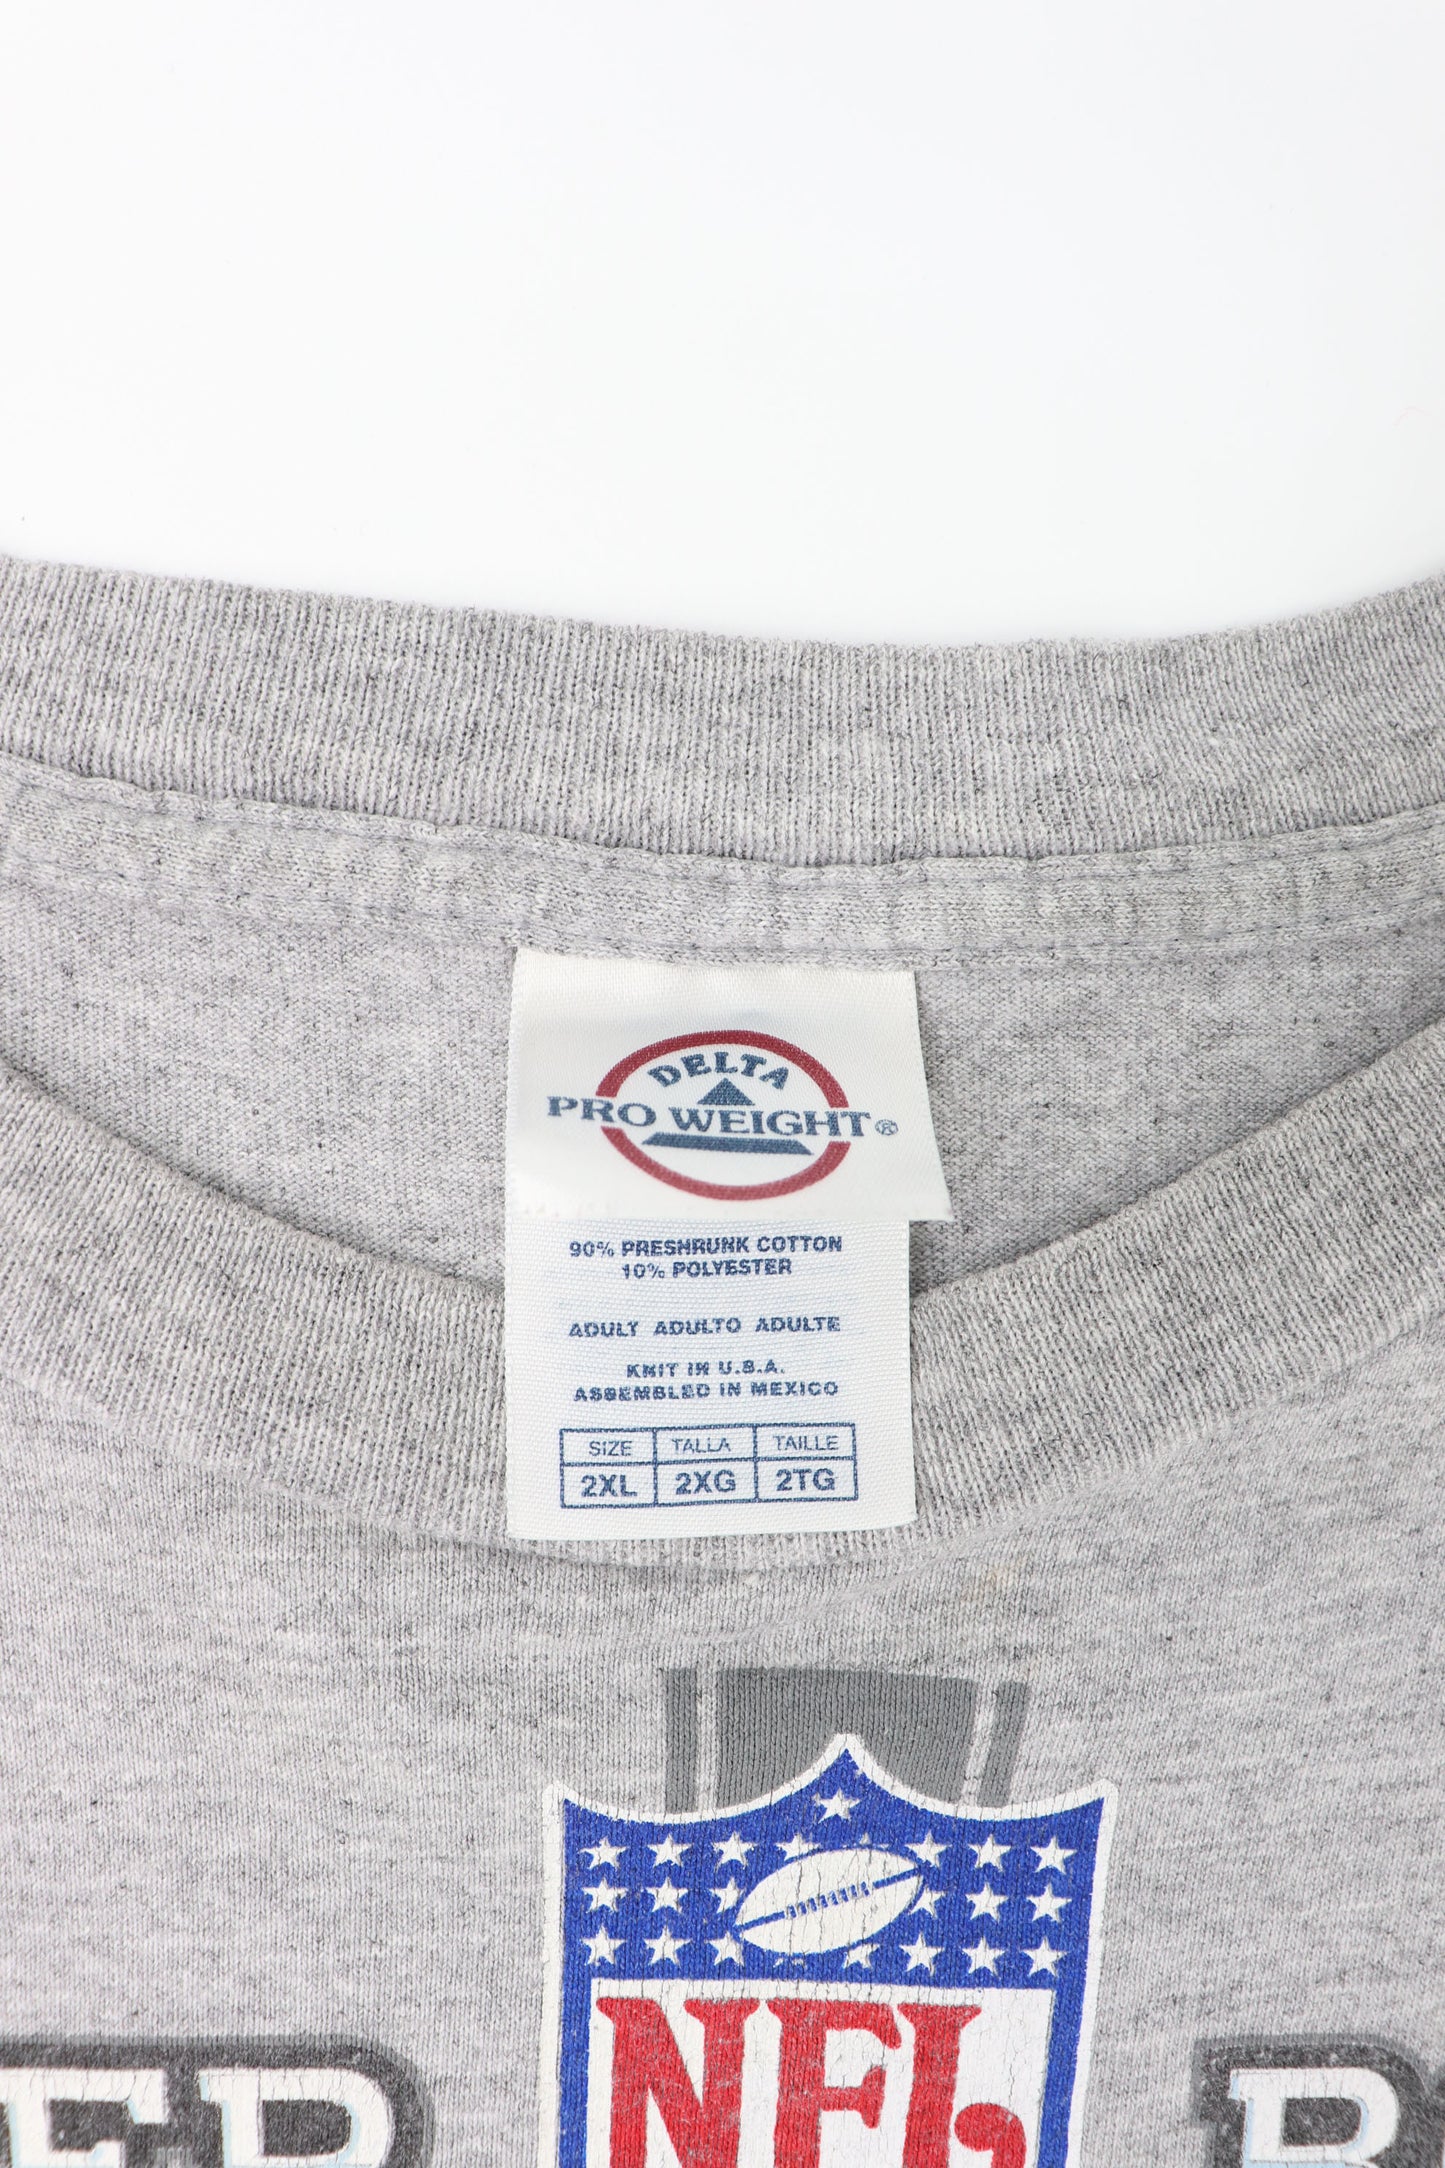 DELTA
PRO WEIGHT®
90% PRESHRUNK COTTON
10% POLYESTER
ADULT ADULTO ADULTE
KNIT IN U.S.A.
ASSEMBLED IN MEXICO
SIZE TALLA TAILLE
2XL 2XG 2TG
NFL
ER B